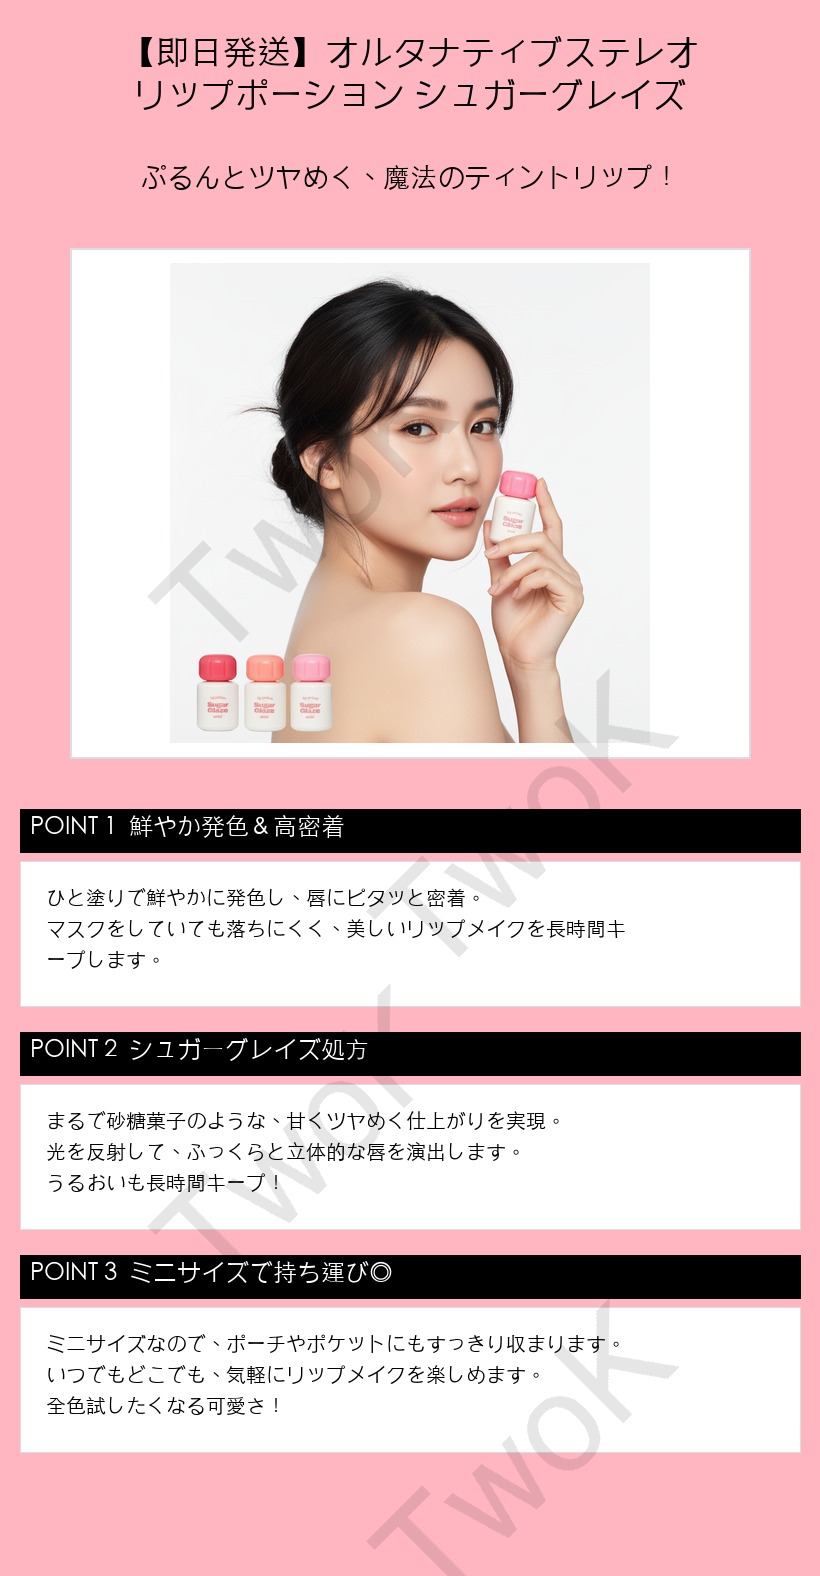 【即日発送】オルタナティブステレオ
リップポーション シュガーグレイズ
ぷるんとツヤめく、魔法のティントリップ！
Sugar
Glaze
Sugar
Glaze
Sugar
Glaze
Sugar
Glaze
POINT 1 鮮やか発色＆高密着
ひと塗りで鮮やかに発色し、唇にピタッと密着。
マスクをしていても落ちにくく、美しいリップメイクを長時間キ
ープします。
POINT 2 シュガーグレイズ処方
まるで砂糖菓子のような、甘くツヤめく仕上がりを実現。
光を反射して、ふっくらと立体的な唇を演出します。
うるおいも長時間キープ！
POINT 3 ミニサイズで持ち運び◎
ミニサイズなので、ポーチやポケットにもすっきり収まります。
いつでもどこでも、気軽にリップメイクを楽しめます。
全色試したくなる可愛さ！
TwoK
TwoK
TwoK
TwoK